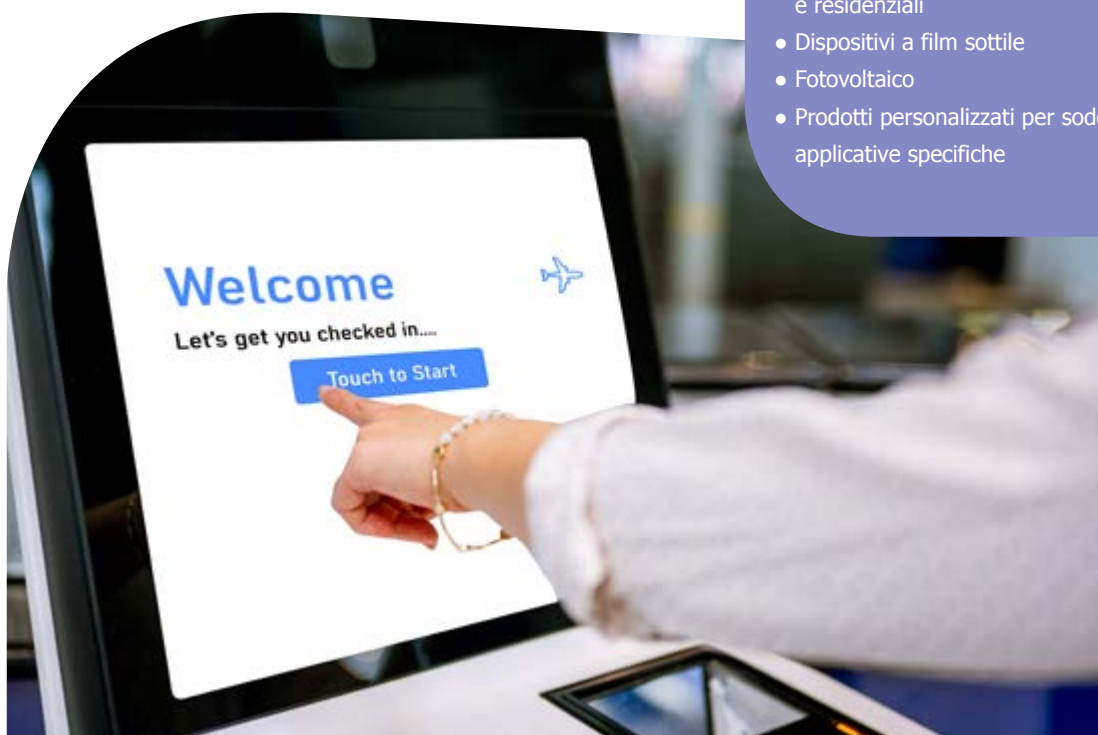 e residenziali
● Dispositivi a film sottile
● Fotovoltaico
● Prodotti personalizzati per
applicative specifiche
Welcome
Let's get you checked in....
Touch to Start